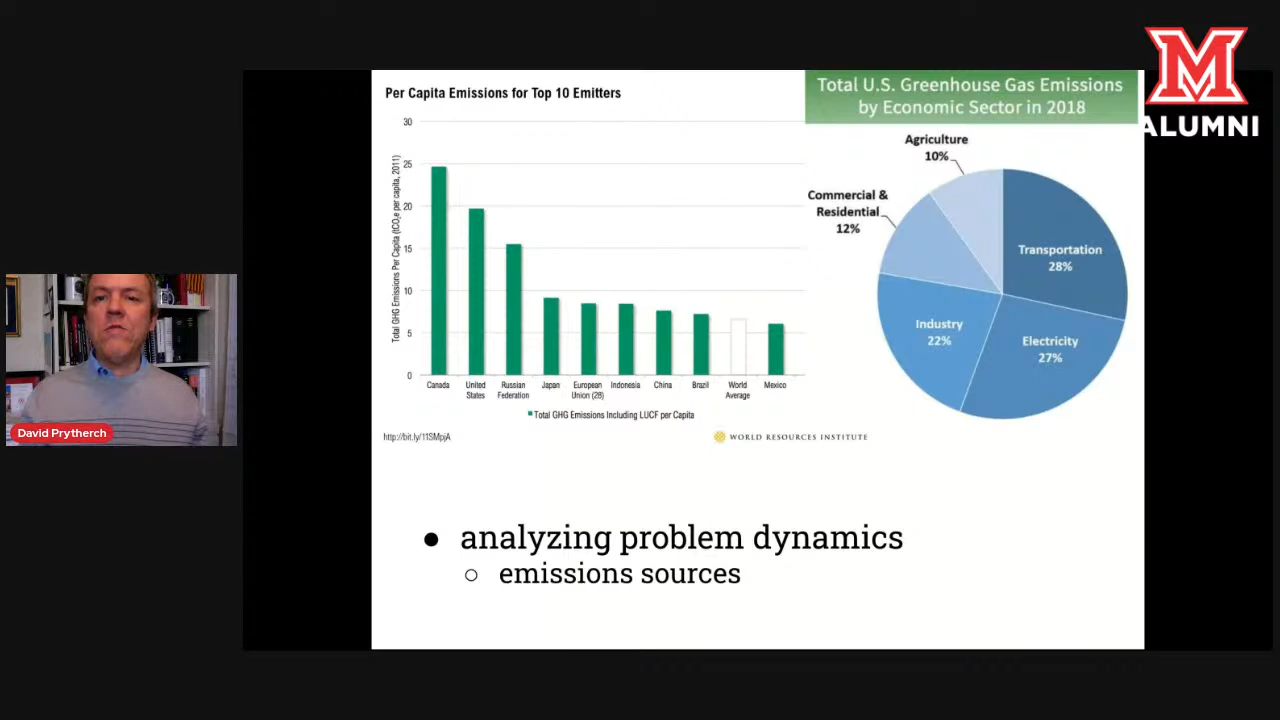 M
ALUMNI
Per Capita Emissions for Top 10 Emitters
Total GHG Emissions Per Capita (tCO₂e per capita, 2011)
30
25
20
15
10
5
0
Canada
United
States
Russian
Federation
Japan
European
Union (28)
Indonesia
China
Brazil
World
Average
Mexico
Total GHG Emissions Including LUCF per Capita
http://bit.ly/11SMpjA
WORLD RESOURCES INSTITUTE
Total U.S. Greenhouse Gas Emissions
by Economic Sector in 2018
Agriculture
10%
Commercial &
Residential
12%
Transportation
28%
Industry
22%
Electricity
27%
David Prytherch
● analyzing problem dynamics
○ emissions sources